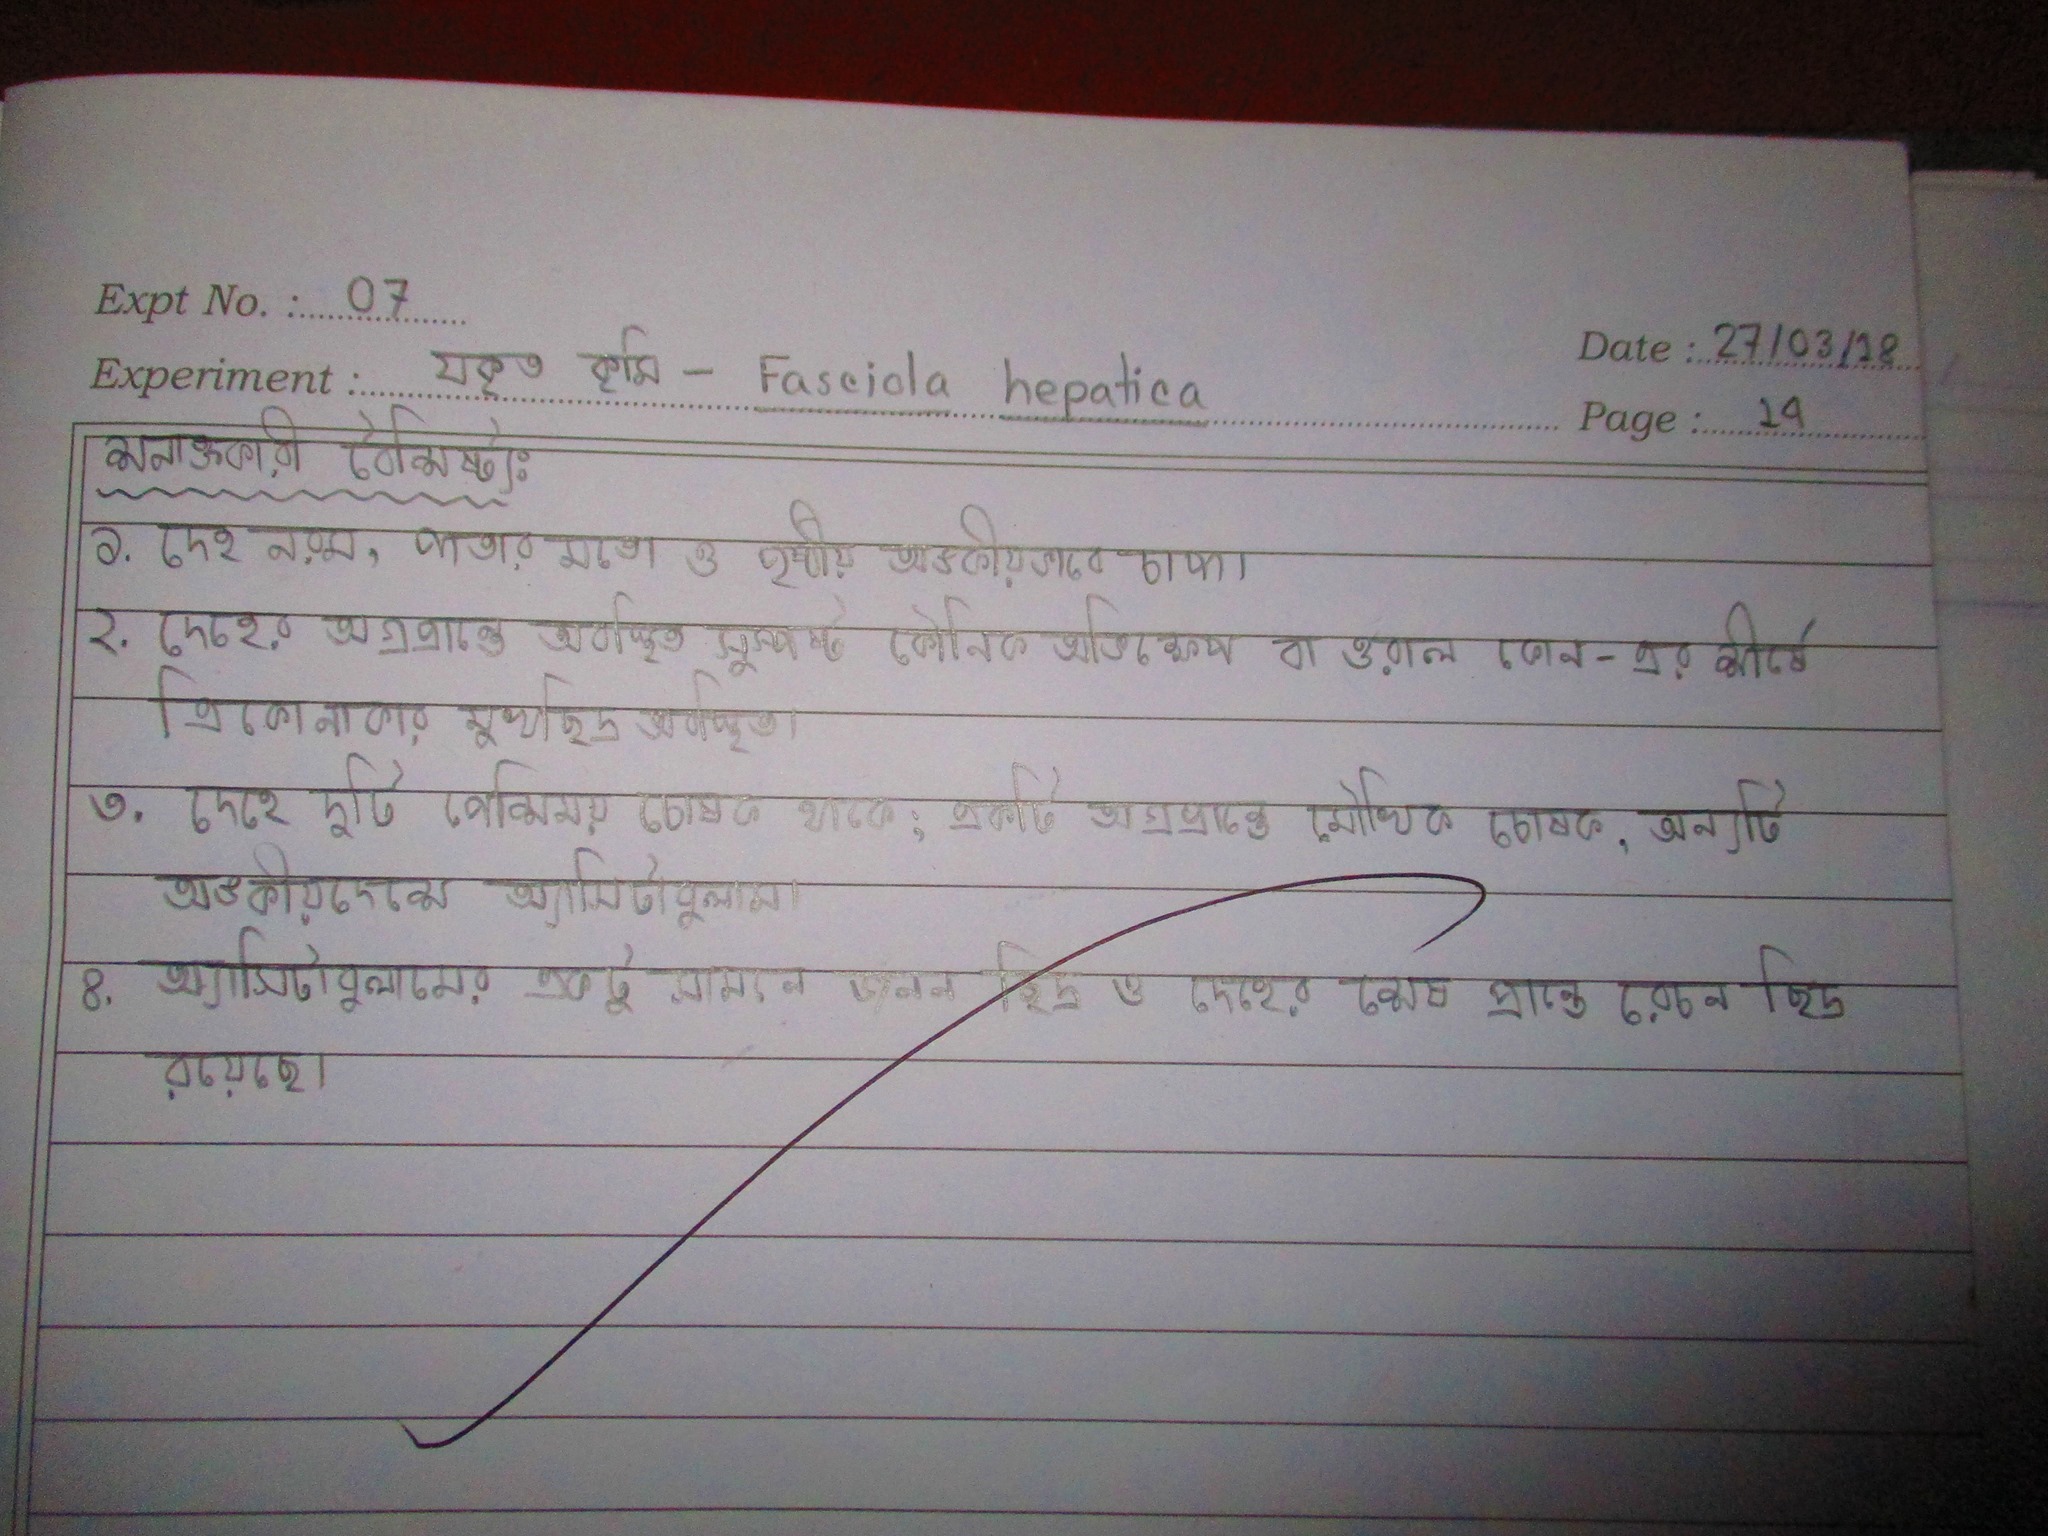 Expt No. : 07
Date : 27/03/18
Experiment : যকৃত কৃমি - Fasciola hepatica
Page : 19
শনাক্তকারী বৈশিষ্ট্যঃ
১. দেহ নরম, পাতার মতো ও পৃষ্ঠীয় অঙ্কীয়ভাবে চাপা।
২. দেহের অগ্রপ্রান্তে অবস্থিত সুস্পষ্ট কৌনিক অভিক্ষেপ বা ওরাল কোন-এর শীর্ষে
ত্রিকোনাকার মুখছিদ্র অবস্থিত।
৩. দেহে দুটি পেশিময় চোষক থাকে; একটি অগ্রপ্রান্তে মৌখিক চোষক, অন্যটি
অঙ্কীয়দেশে অ্যাসিটাবুলাম।
৪. অ্যাসিটাবুলামের একটু সামনে জনন ছিদ্র ও দেহের শেষ প্রান্তে রেচন ছিদ্র
রয়েছে।